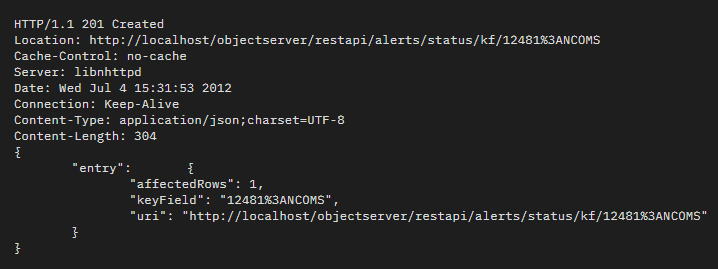 HTTP/1.1 201 Created
Location: http://localhost/objectserver/restapi/alerts/status/kf/12481%3ANCOMS
Cache-Control: no-cache
Server: libnhttpd
Date: Wed Jul 4 15:31:53 2012
Connection: Keep-Alive
Content-Type: application/json;charset=UTF-8
Content-Length: 304
{
        "entry":        {
                "affectedRows": 1,
                "keyField": "12481%3ANCOMS",
                "uri": "http://localhost/objectserver/restapi/alerts/status/kf/12481%3ANCOMS"
        }
}